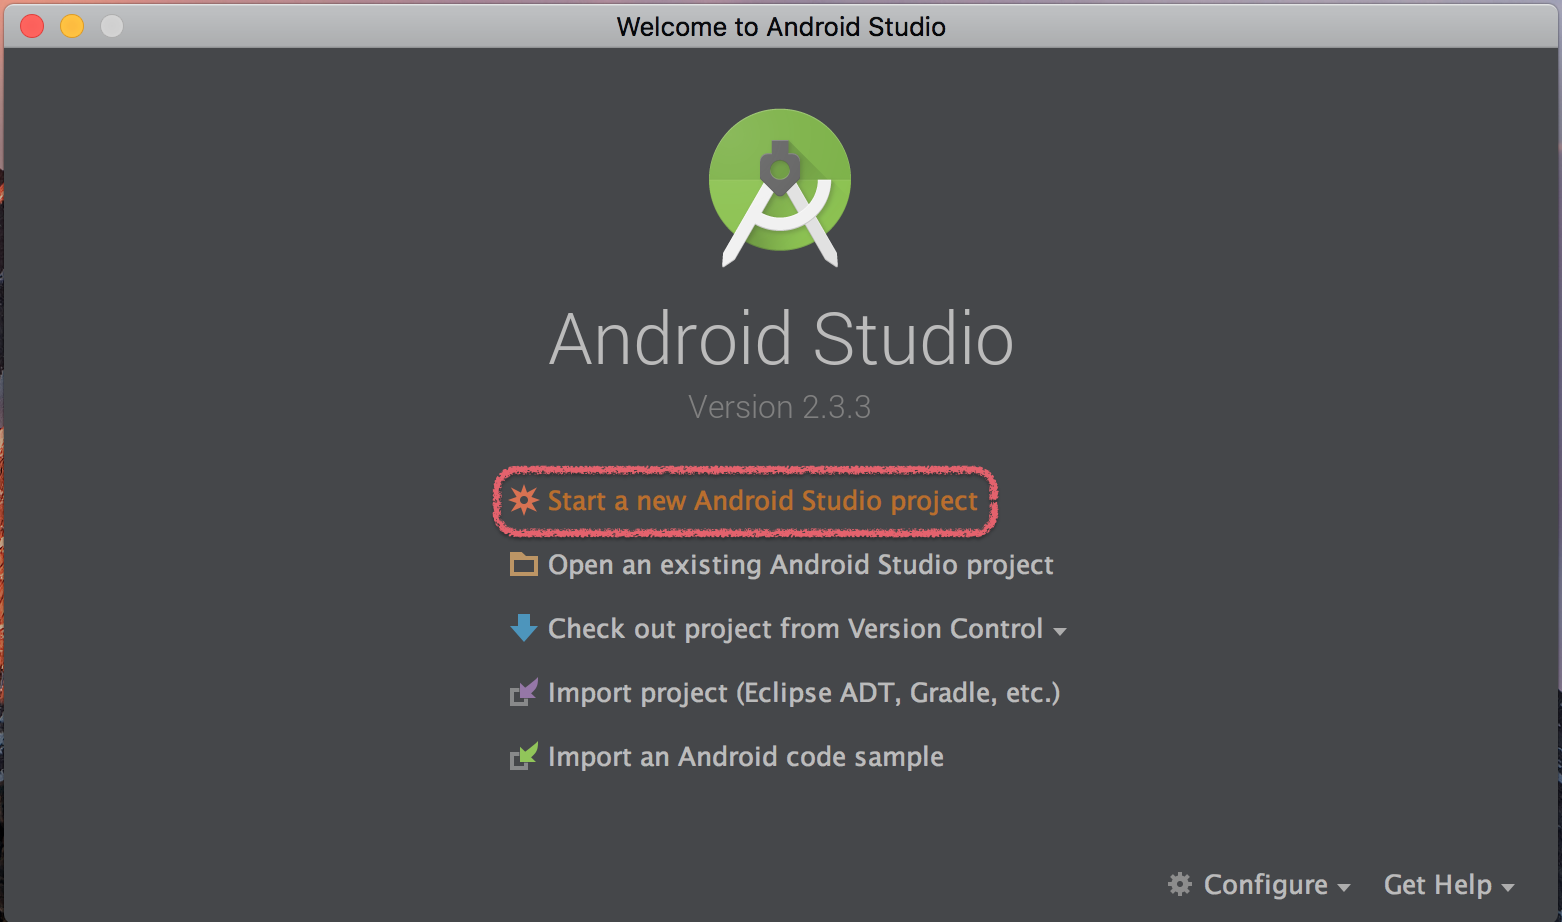 Welcome to Android Studio
Android Studio
Version 2.3.3
Start a new Android Studio project
Open an existing Android Studio project
Check out project from Version Control
Import project (Eclipse ADT, Gradle, etc.)
Import an Android code sample
Configure Get Help